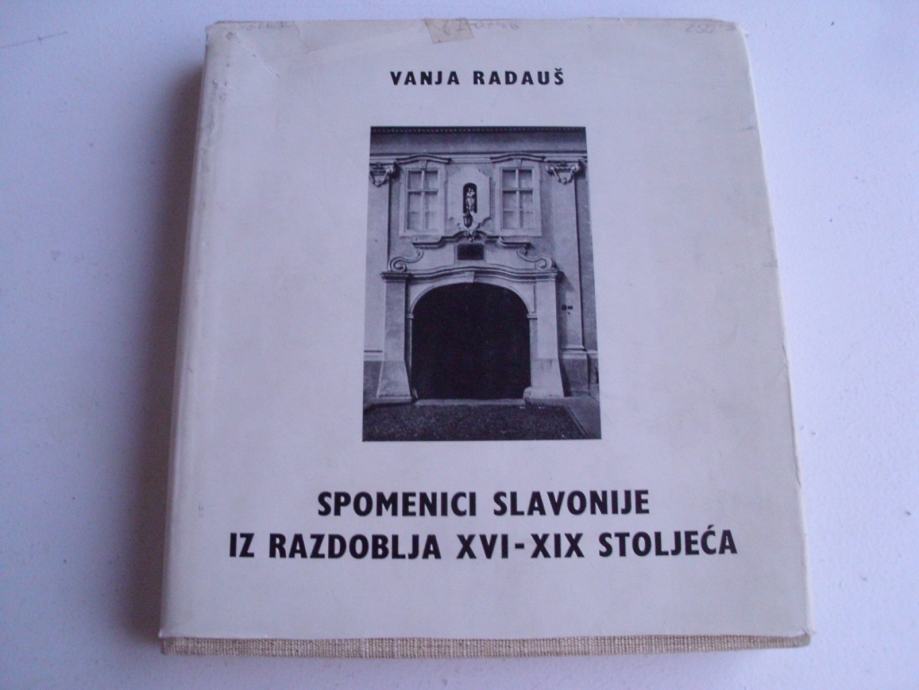 VANJA RADAUŠ
SPOMENICI SLAVONIJE
IZ RAZDOBLJA XVI-XIX STOLJEĆA